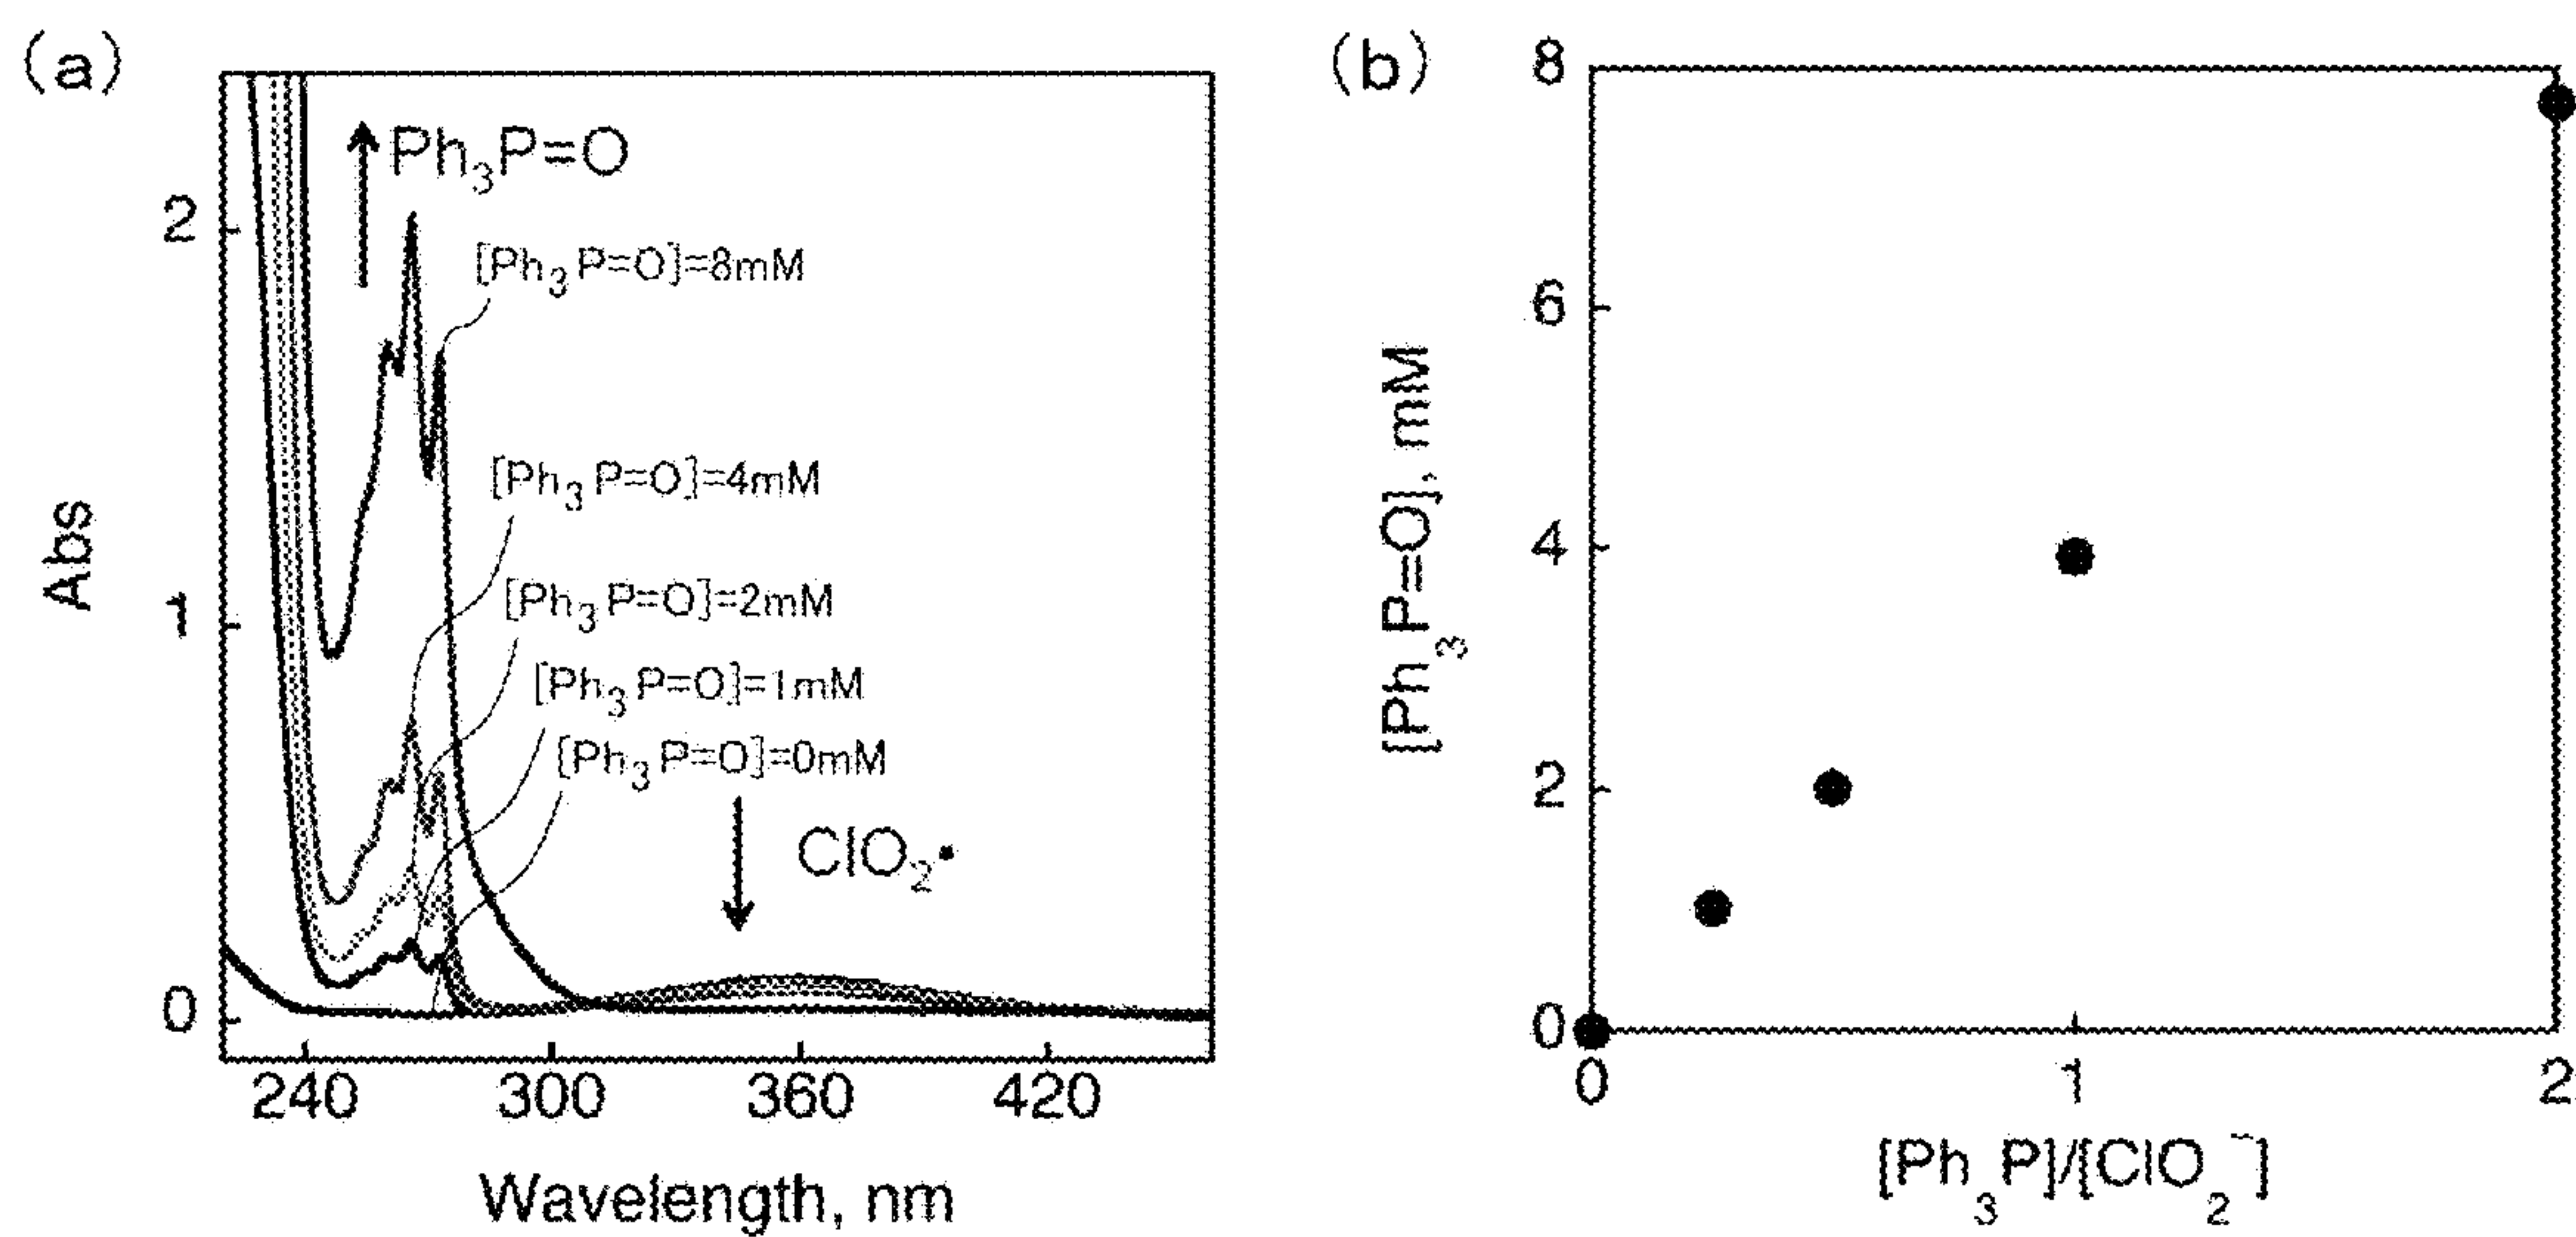 (a)
Ph₃P=O
[Ph₃P=O]=8mM
[Ph₃P=O]=4mM
[Ph₃P=O]=2mM
[Ph₃P=O]=1mM
[Ph₃P=O]=0mM
ClO₂•
2
1
0
Abs
240 300 360 420
Wavelength, nm
(b)
8
6
4
2
0
[Ph₃P=O], mM
0 1 2
[Ph₃P]/[ClO₂⁻]